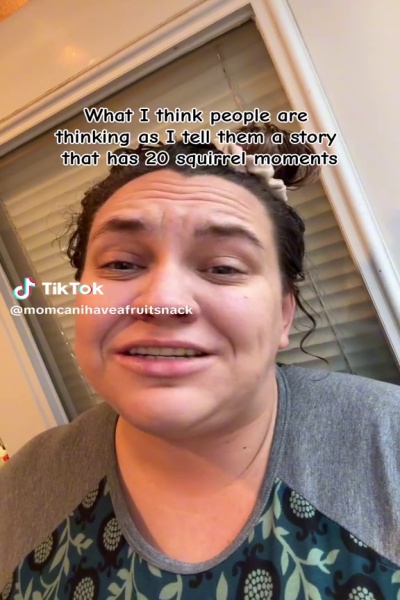 What I think people are
thinking as I tell them a story
that has 20 squirrel moments
TikTok
@momcanihaveafruitsnack